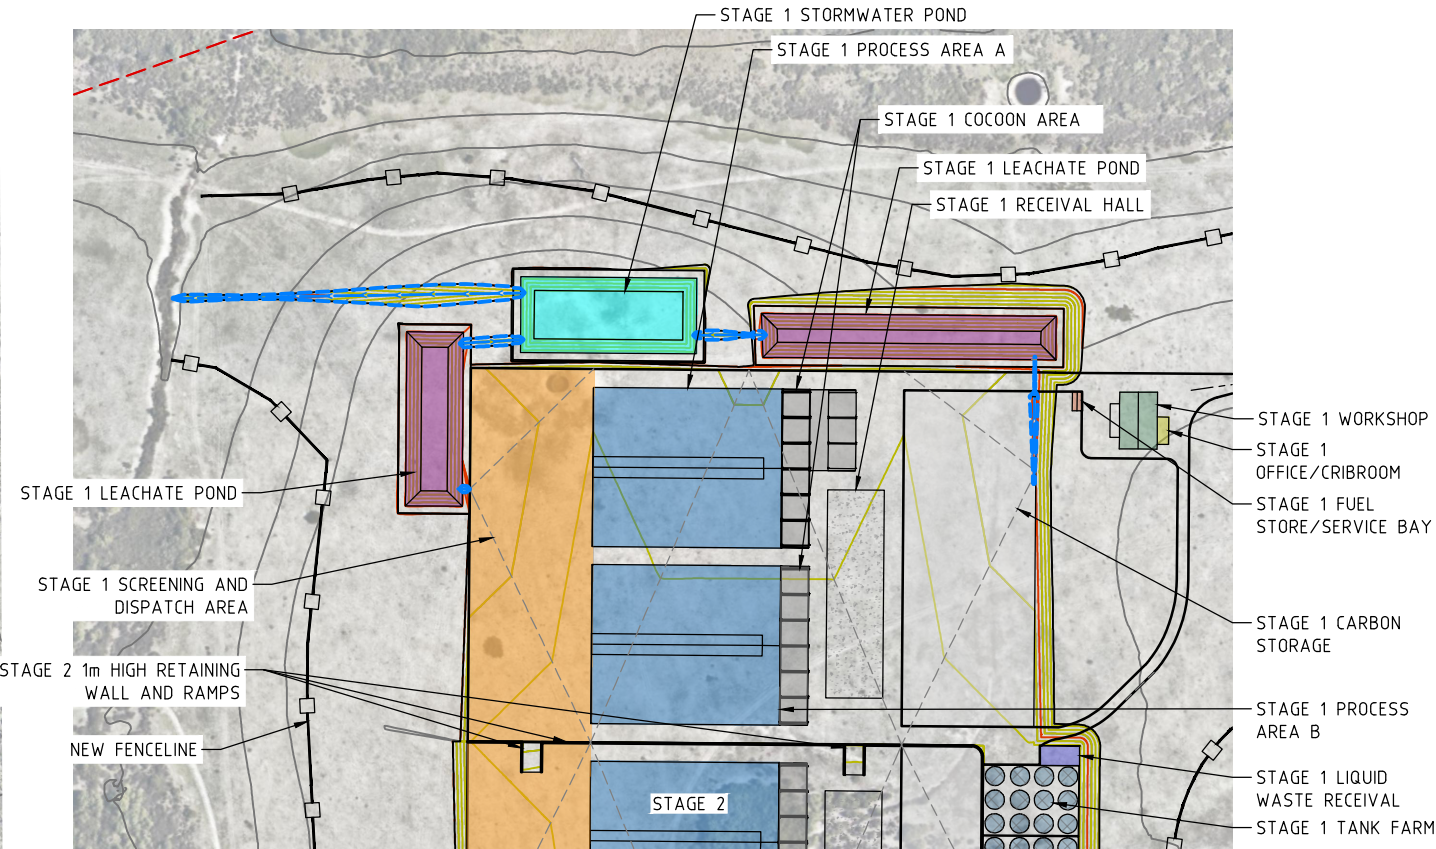 STAGE 1 STORMWATER POND
STAGE 1 PROCESS AREA A
STAGE 1 COCOON AREA
STAGE 1 LEACHATE POND
STAGE 1 RECEIVAL HALL
STAGE 1 WORKSHOP
STAGE 1
OFFICE/CRIBROOM
STAGE 1 LEACHATE POND
STAGE 1 FUEL
STORE/SERVICE BAY
STAGE 1 SCREENING AND
DISPATCH AREA
STAGE 1 CARBON
STORAGE
STAGE 2 1m HIGH RETAINING
WALL AND RAMPS
STAGE 1 PROCESS
AREA B
NEW FENCELINE
STAGE 1 LIQUID
WASTE RECEIVAL
STAGE 2
STAGE 1 TANK FARM